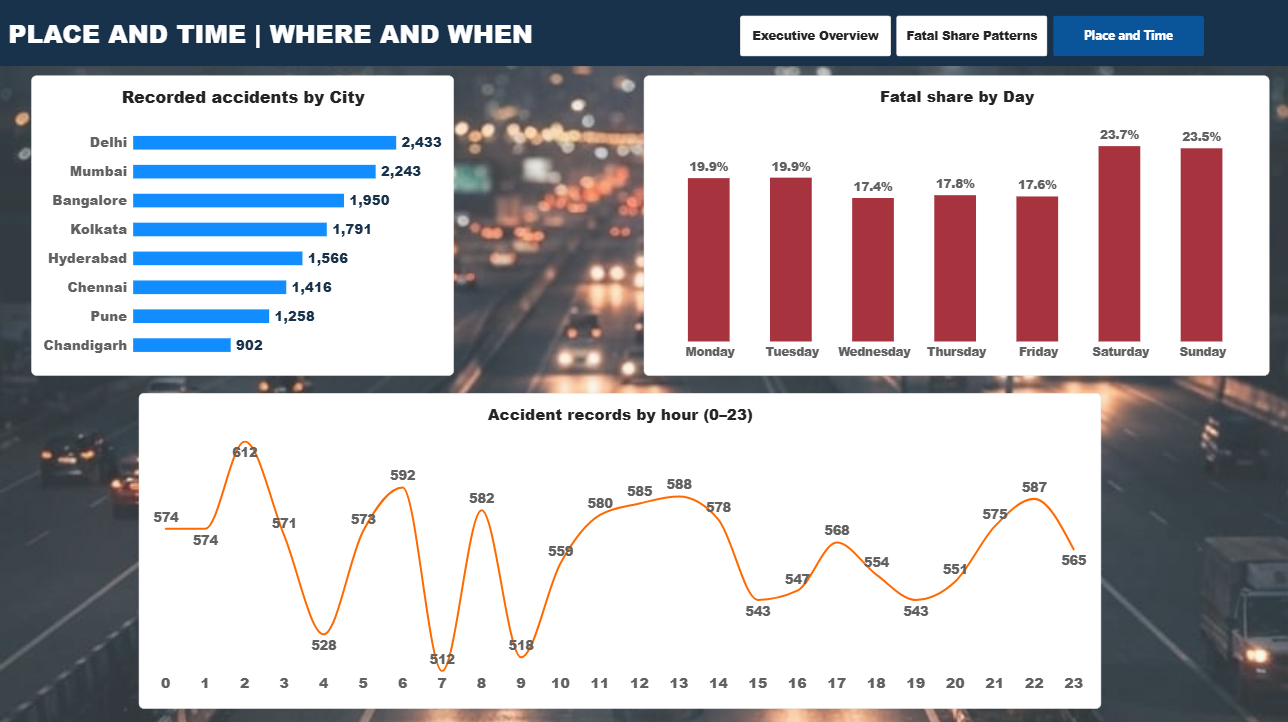 PLACE AND TIME | WHERE AND WHEN
Executive Overview
Fatal Share Patterns
Place and Time
Recorded accidents by City
Delhi 2,433
Mumbai 2,243
Bangalore 1,950
Kolkata 1,791
Hyderabad 1,566
Chennai 1,416
Pune 1,258
Chandigarh 902
Fatal share by Day
19.9% 19.9% 17.4% 17.8% 17.6% 23.7% 23.5%
Monday Tuesday Wednesday Thursday Friday Saturday Sunday
Accident records by hour (0–23)
574 574 612 571 528 573 592 512 582 518 559 580 585 588 578 543 547 568 554 543 551 575 587 565
0 1 2 3 4 5 6 7 8 9 10 11 12 13 14 15 16 17 18 19 20 21 22 23